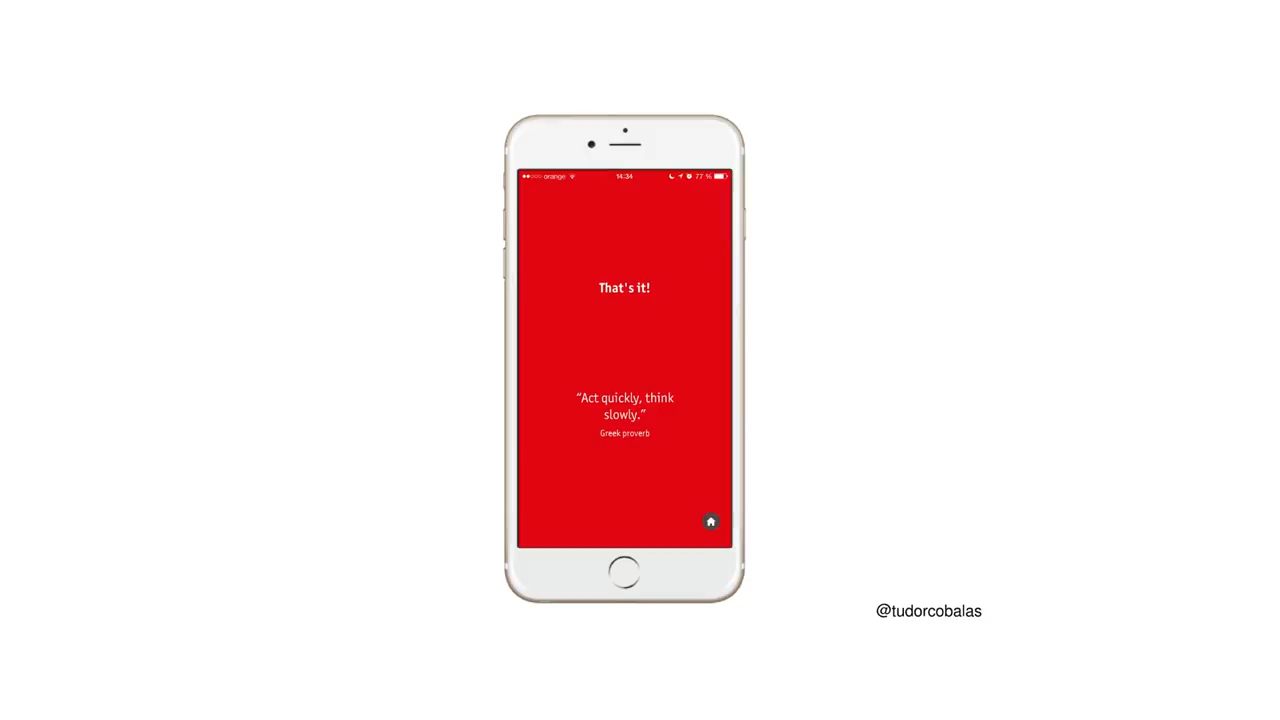 orange 14:34 77 %
That's it!
“Act quickly, think
slowly.”
Greek proverb
@tudorcobalas